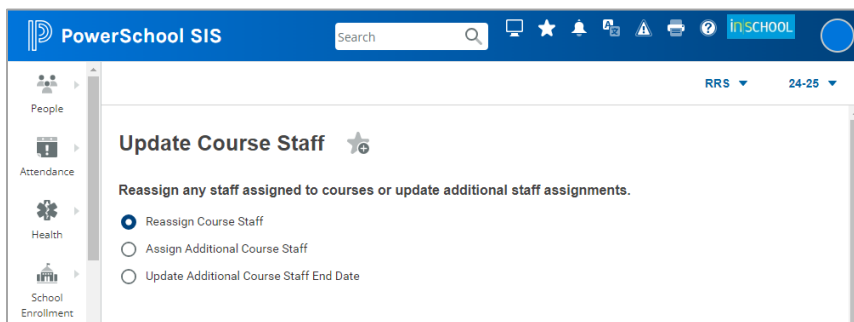 PowerSchool SIS
Search
in|SCHOOL
People
RRS
24-25
Attendance
Update Course Staff
Reassign any staff assigned to courses or update additional staff assignments.
Health
Reassign Course Staff
Assign Additional Course Staff
Update Additional Course Staff End Date
School
Enrollment